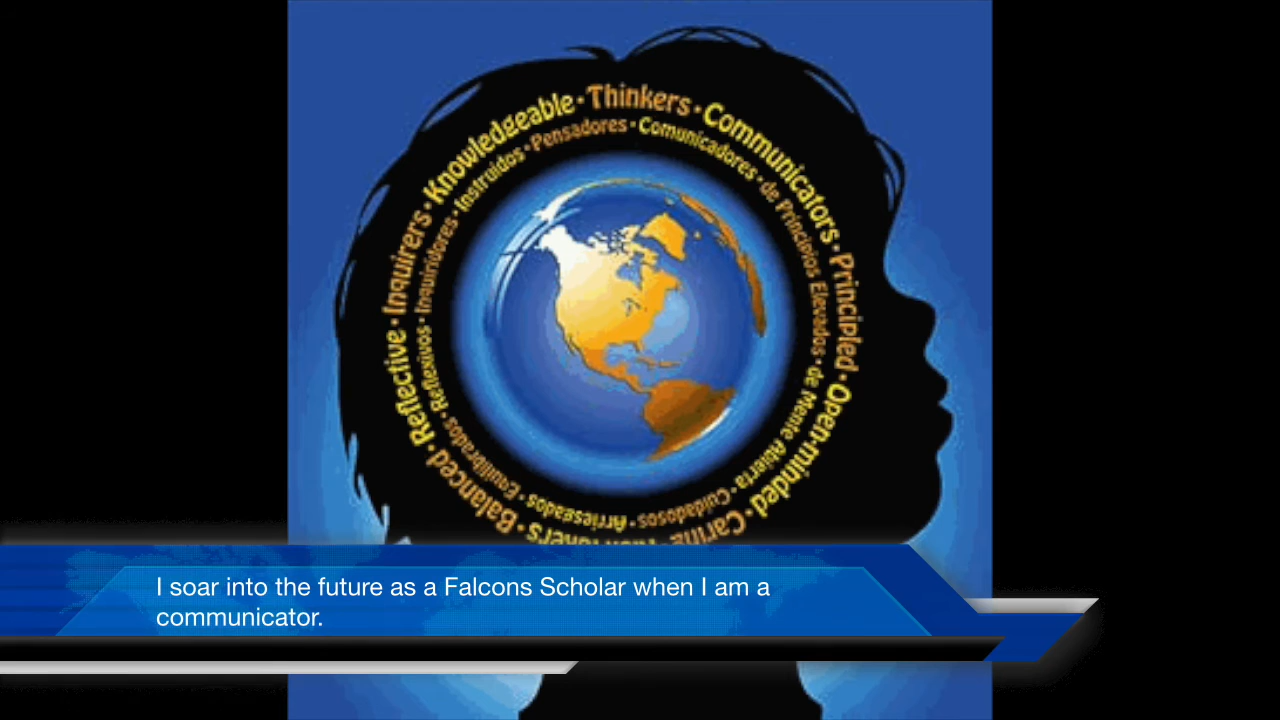 Inquirers • Knowledgeable • Thinkers • Communicators • Principled • Open-minded • Caring •
Balanced • Reflective •
Inquiridores • Instruidos • Pensadores • Comunicadores • de Principios Elevados • de Mente Abierta • Cuidadosos • Arriesgados • Equilibrados • Reflexivos •
I soar into the future as a Falcons Scholar when I am a
communicator.